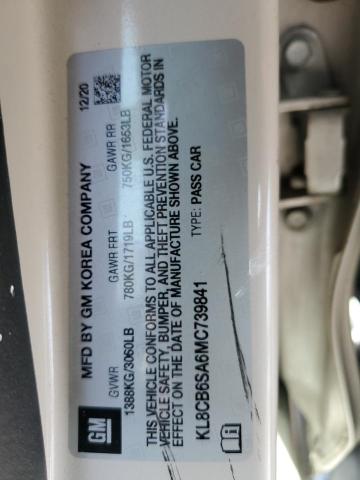 GM
MFD BY GM KOREA COMPANY 12/20
GVWR GAWR FRT GAWR RR
1388KG/3060LB 780KG/1719LB 750KG/1653LB
THIS VEHICLE CONFORMS TO ALL APPLICABLE U.S. FEDERAL MOTOR
VEHICLE SAFETY, BUMPER, AND THEFT PREVENTION STANDARDS IN
EFFECT ON THE DATE OF MANUFACTURE SHOWN ABOVE.
KL8CB6SA6MC739841 TYPE: PASS CAR